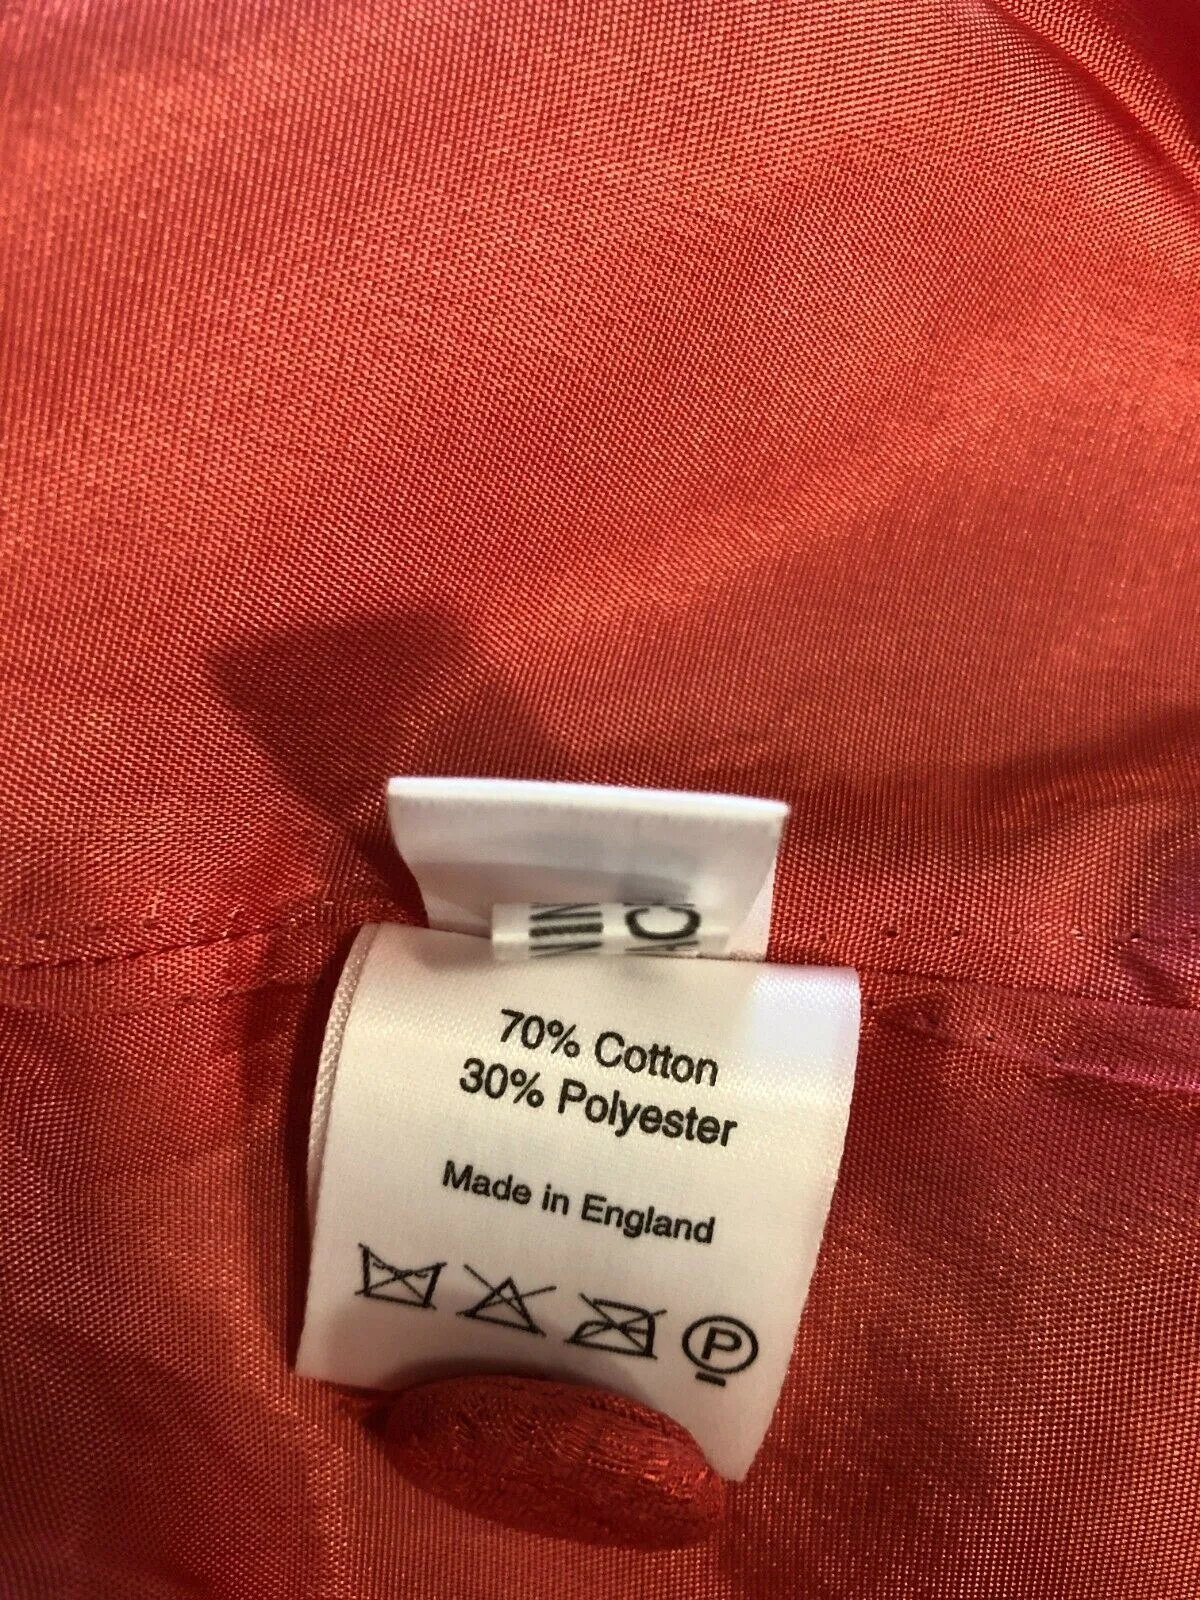 70% Cotton
30% Polyester
Made in England
P